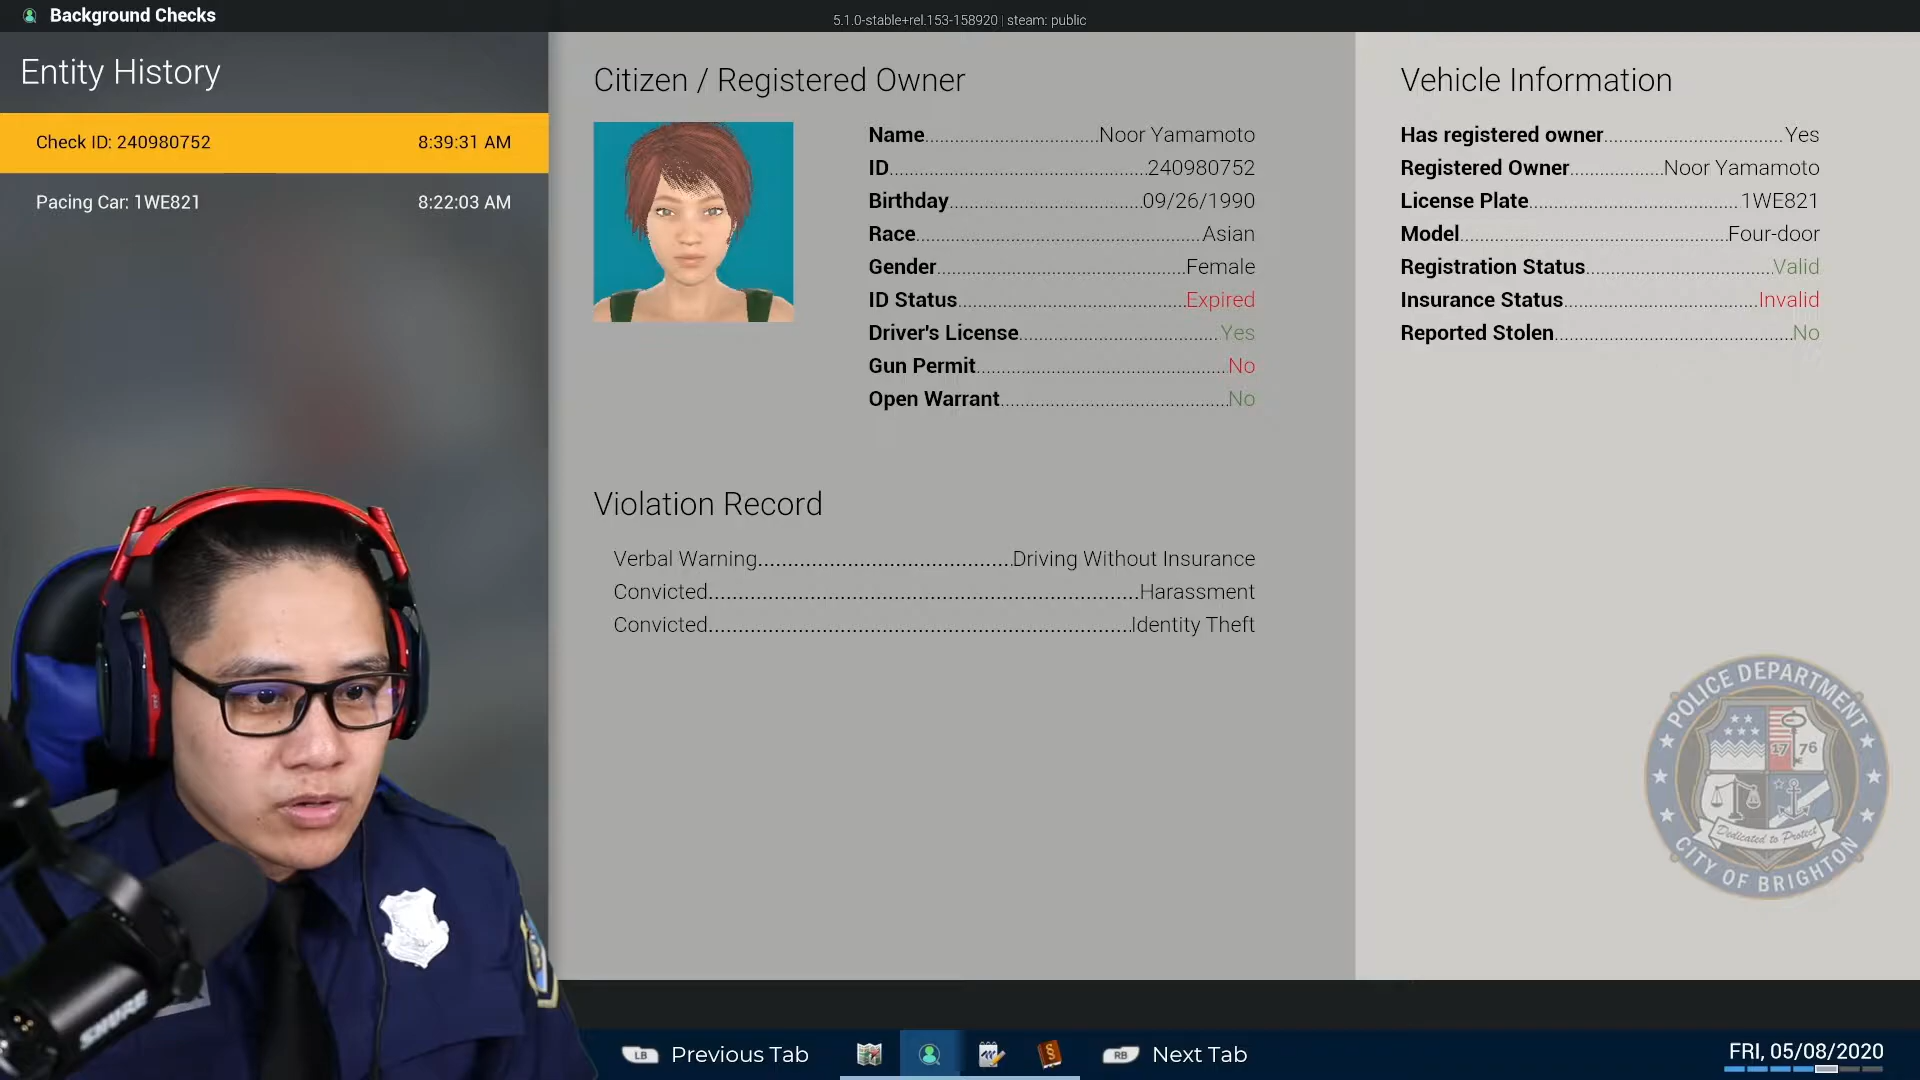 Background Checks
5.1.0-stable+rel.153-158920 | steam: public
Entity History
Check ID: 240980752 8:39:31 AM
Pacing Car: 1WE821 8:22:03 AM
Citizen / Registered Owner
Name Noor Yamamoto
ID 240980752
Birthday 09/26/1990
Race Asian
Gender Female
ID Status Expired
Driver's License Yes
Gun Permit No
Open Warrant No
Violation Record
Verbal Warning Driving Without Insurance
Convicted Harassment
Convicted Identity Theft
Vehicle Information
Has registered owner Yes
Registered Owner Noor Yamamoto
License Plate 1WE821
Model Four-door
Registration Status Valid
Insurance Status Invalid
Reported Stolen No
POLICE DEPARTMENT
17 76
Dedicated to Protect
CITY OF BRIGHTON
SHURE
LB Previous Tab
RB Next Tab
FRI, 05/08/2020